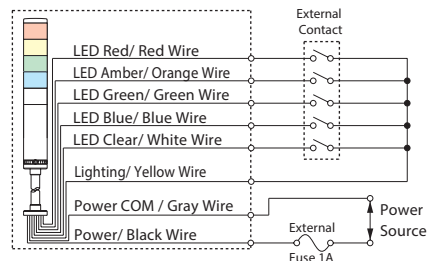 External
Contact
LED Red/ Red Wire
LED Amber/ Orange Wire
LED Green/ Green Wire
LED Blue/ Blue Wire
LED Clear/ White Wire
Lighting/ Yellow Wire
Power COM / Gray Wire
Power
Source
Power/ Black Wire
External
Fuse 1A